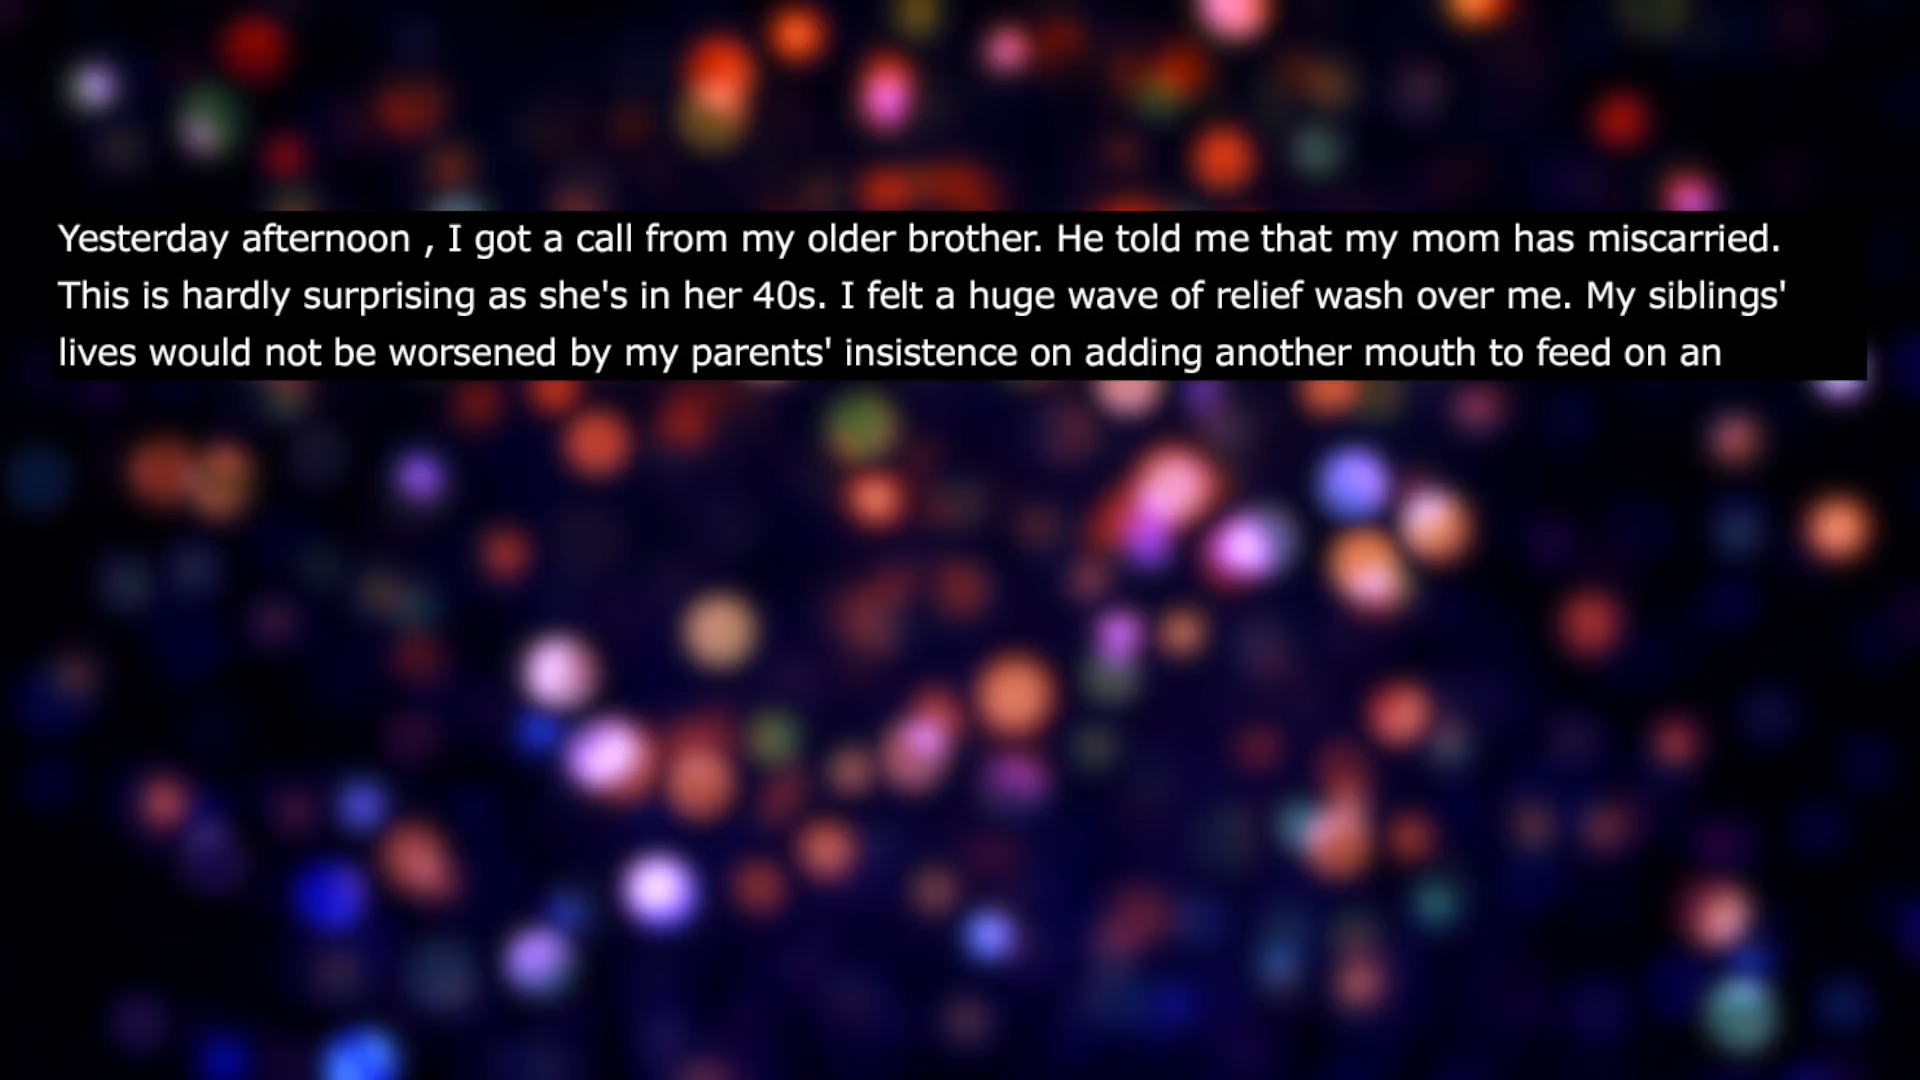 Yesterday afternoon , I got a call from my older brother. He told me that my mom has miscarried.
This is hardly surprising as she's in her 40s. I felt a huge wave of relief wash over me. My siblings'
lives would not be worsened by my parents' insistence on adding another mouth to feed on an